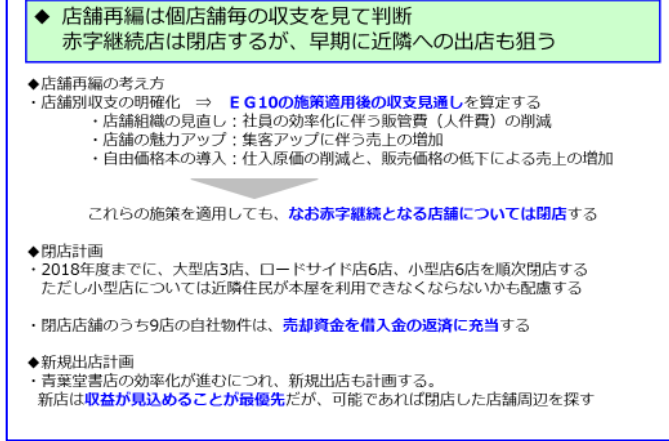 ◆ 店舗再編は個店舗毎の収支を見て判断
赤字継続店は閉店するが、早期に近隣への出店も狙う
◆店舗再編の考え方
・店舗別収支の明確化 ⇒ ＥＧ10の施策適用後の収支見通しを算定する
・店舗組織の見直し：社員の効率化に伴う販管費（人件費）の削減
・店舗の魅力アップ：集客アップに伴う売上の増加
・自由価格本の導入：仕入原価の削減と、販売価格の低下による売上の増加
これらの施策を適用しても、なお赤字継続となる店舗については閉店する
◆閉店計画
・2018年度までに、大型店3店、ロードサイド店6店、小型店6店を順次閉店する
ただし小型店については近隣住民が本屋を利用できなくならないかも配慮する
・閉店店舗のうち9店の自社物件は、売却資金を借入金の返済に充当する
◆新規出店計画
・青葉堂書店の効率化が進むにつれ、新規出店も計画する。
新店は収益が見込めることが最優先だが、可能であれば閉店した店舗周辺を探す